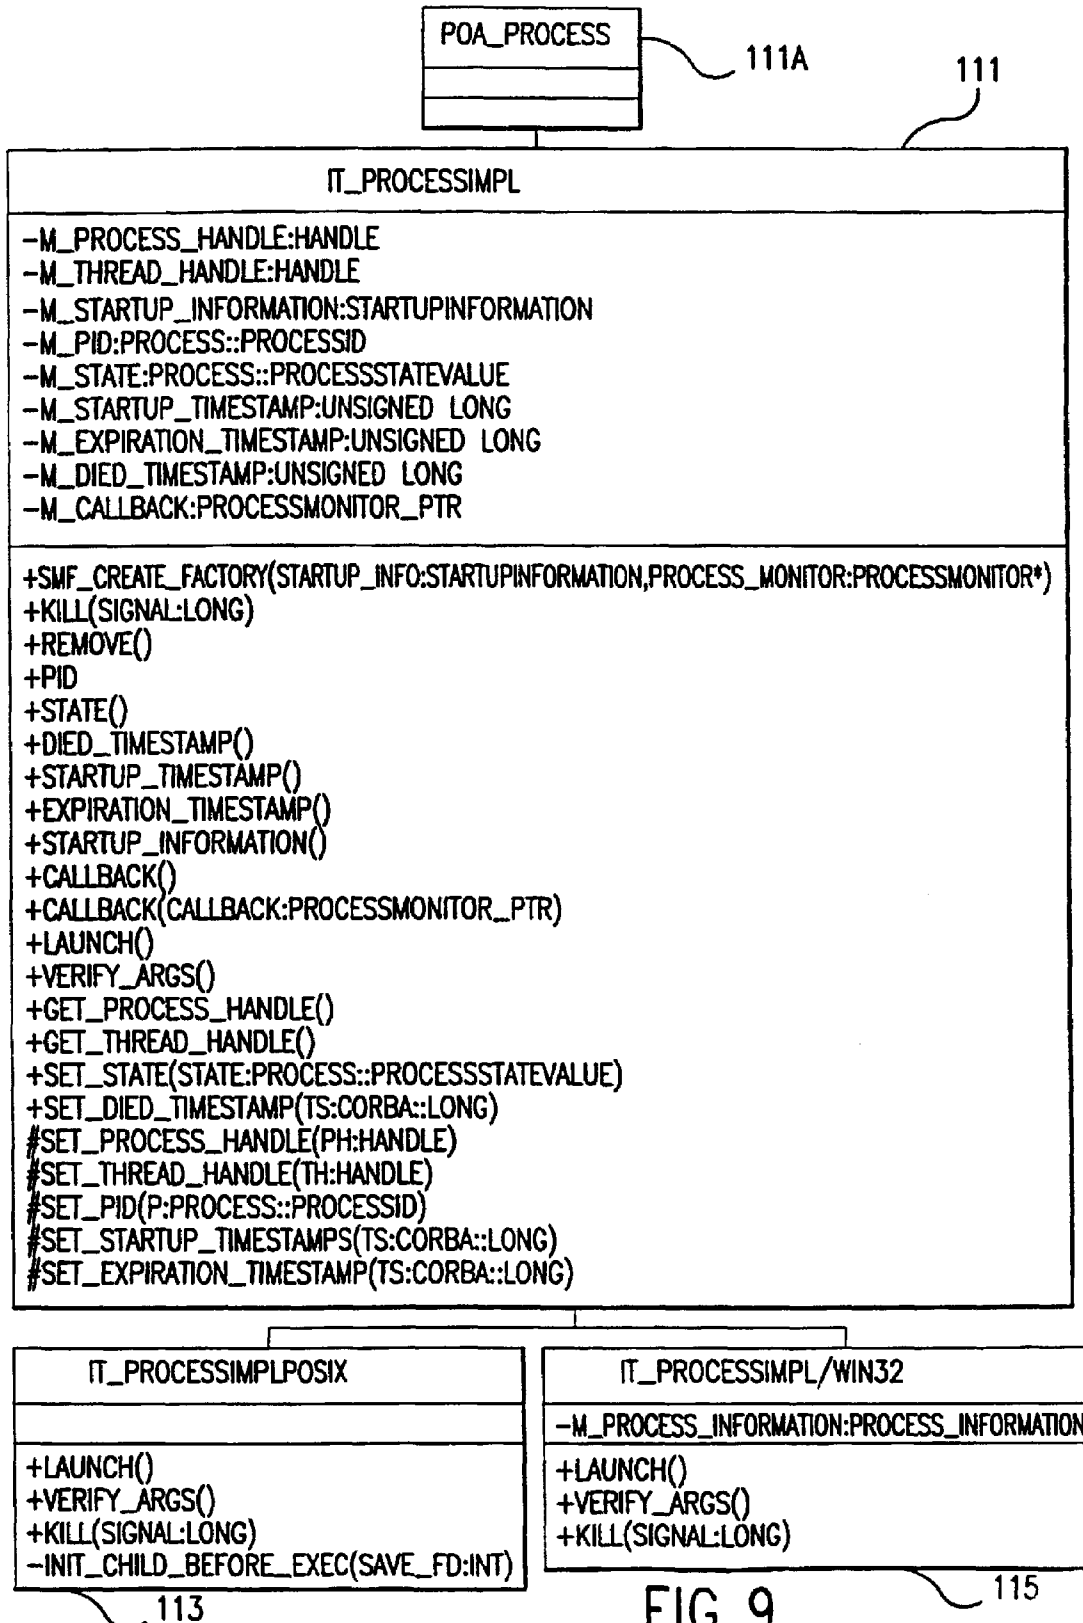 POA_PROCESS
111A
111
IT_PROCESSIMPL
-M_PROCESS_HANDLE:HANDLE
-M_THREAD_HANDLE:HANDLE
-M_STARTUP_INFORMATION:STARTUPINFORMATION
-M_PID:PROCESS::PROCESSID
-M_STATE:PROCESS::PROCESSSTATEVALUE
-M_STARTUP_TIMESTAMP:UNSIGNED LONG
-M_EXPIRATION_TIMESTAMP:UNSIGNED LONG
-M_DIED_TIMESTAMP:UNSIGNED LONG
-M_CALLBACK:PROCESSMONITOR_PTR
+SMF_CREATE_FACTORY(STARTUP_INFO:STARTUPINFORMATION,PROCESS_MONITOR:PROCESSMONITOR*)
+KILL(SIGNAL:LONG)
+REMOVE()
+PID
+STATE()
+DIED_TIMESTAMP()
+STARTUP_TIMESTAMP()
+EXPIRATION_TIMESTAMP()
+STARTUP_INFORMATION()
+CALLBACK()
+CALLBACK(CALLBACK:PROCESSMONITOR_PTR)
+LAUNCH()
+VERIFY_ARGS()
+GET_PROCESS_HANDLE()
+GET_THREAD_HANDLE()
+SET_STATE(STATE:PROCESS::PROCESSSTATEVALUE)
+SET_DIED_TIMESTAMP(TS:CORBA::LONG)
#SET_PROCESS_HANDLE(PH:HANDLE)
#SET_THREAD_HANDLE(TH:HANDLE)
#SET_PID(P:PROCESS::PROCESSID)
#SET_STARTUP_TIMESTAMPS(TS:CORBA::LONG)
#SET_EXPIRATION_TIMESTAMP(TS:CORBA::LONG)
IT_PROCESSIMPLPOSIX
+LAUNCH()
+VERIFY_ARGS()
+KILL(SIGNAL:LONG)
-INIT_CHILD_BEFORE_EXEC(SAVE_FD:INT)
113
IT_PROCESSIMPL/WIN32
-M_PROCESS_INFORMATION:PROCESS_INFORMATION
+LAUNCH()
+VERIFY_ARGS()
+KILL(SIGNAL:LONG)
115
FIG. 9